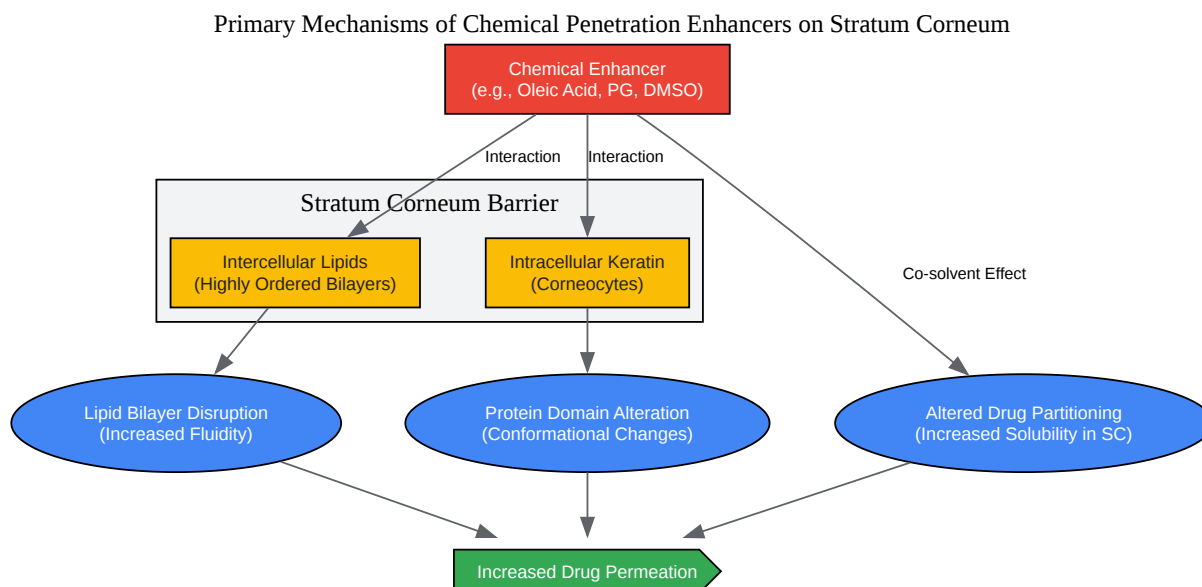 Primary Mechanisms of Chemical Penetration Enhancers on Stratum Corneum
Chemical Enhancer
(e.g., Oleic Acid, PG, DMSO)
Interaction
Interaction
Stratum Corneum Barrier
Intercellular Lipids
(Highly Ordered Bilayers)
Intracellular Keratin
(Corneocytes)
Co-solvent Effect
Lipid Bilayer Disruption
(Increased Fluidity)
Protein Domain Alteration
(Conformational Changes)
Altered Drug Partitioning
(Increased Solubility in SC)
Increased Drug Permeation